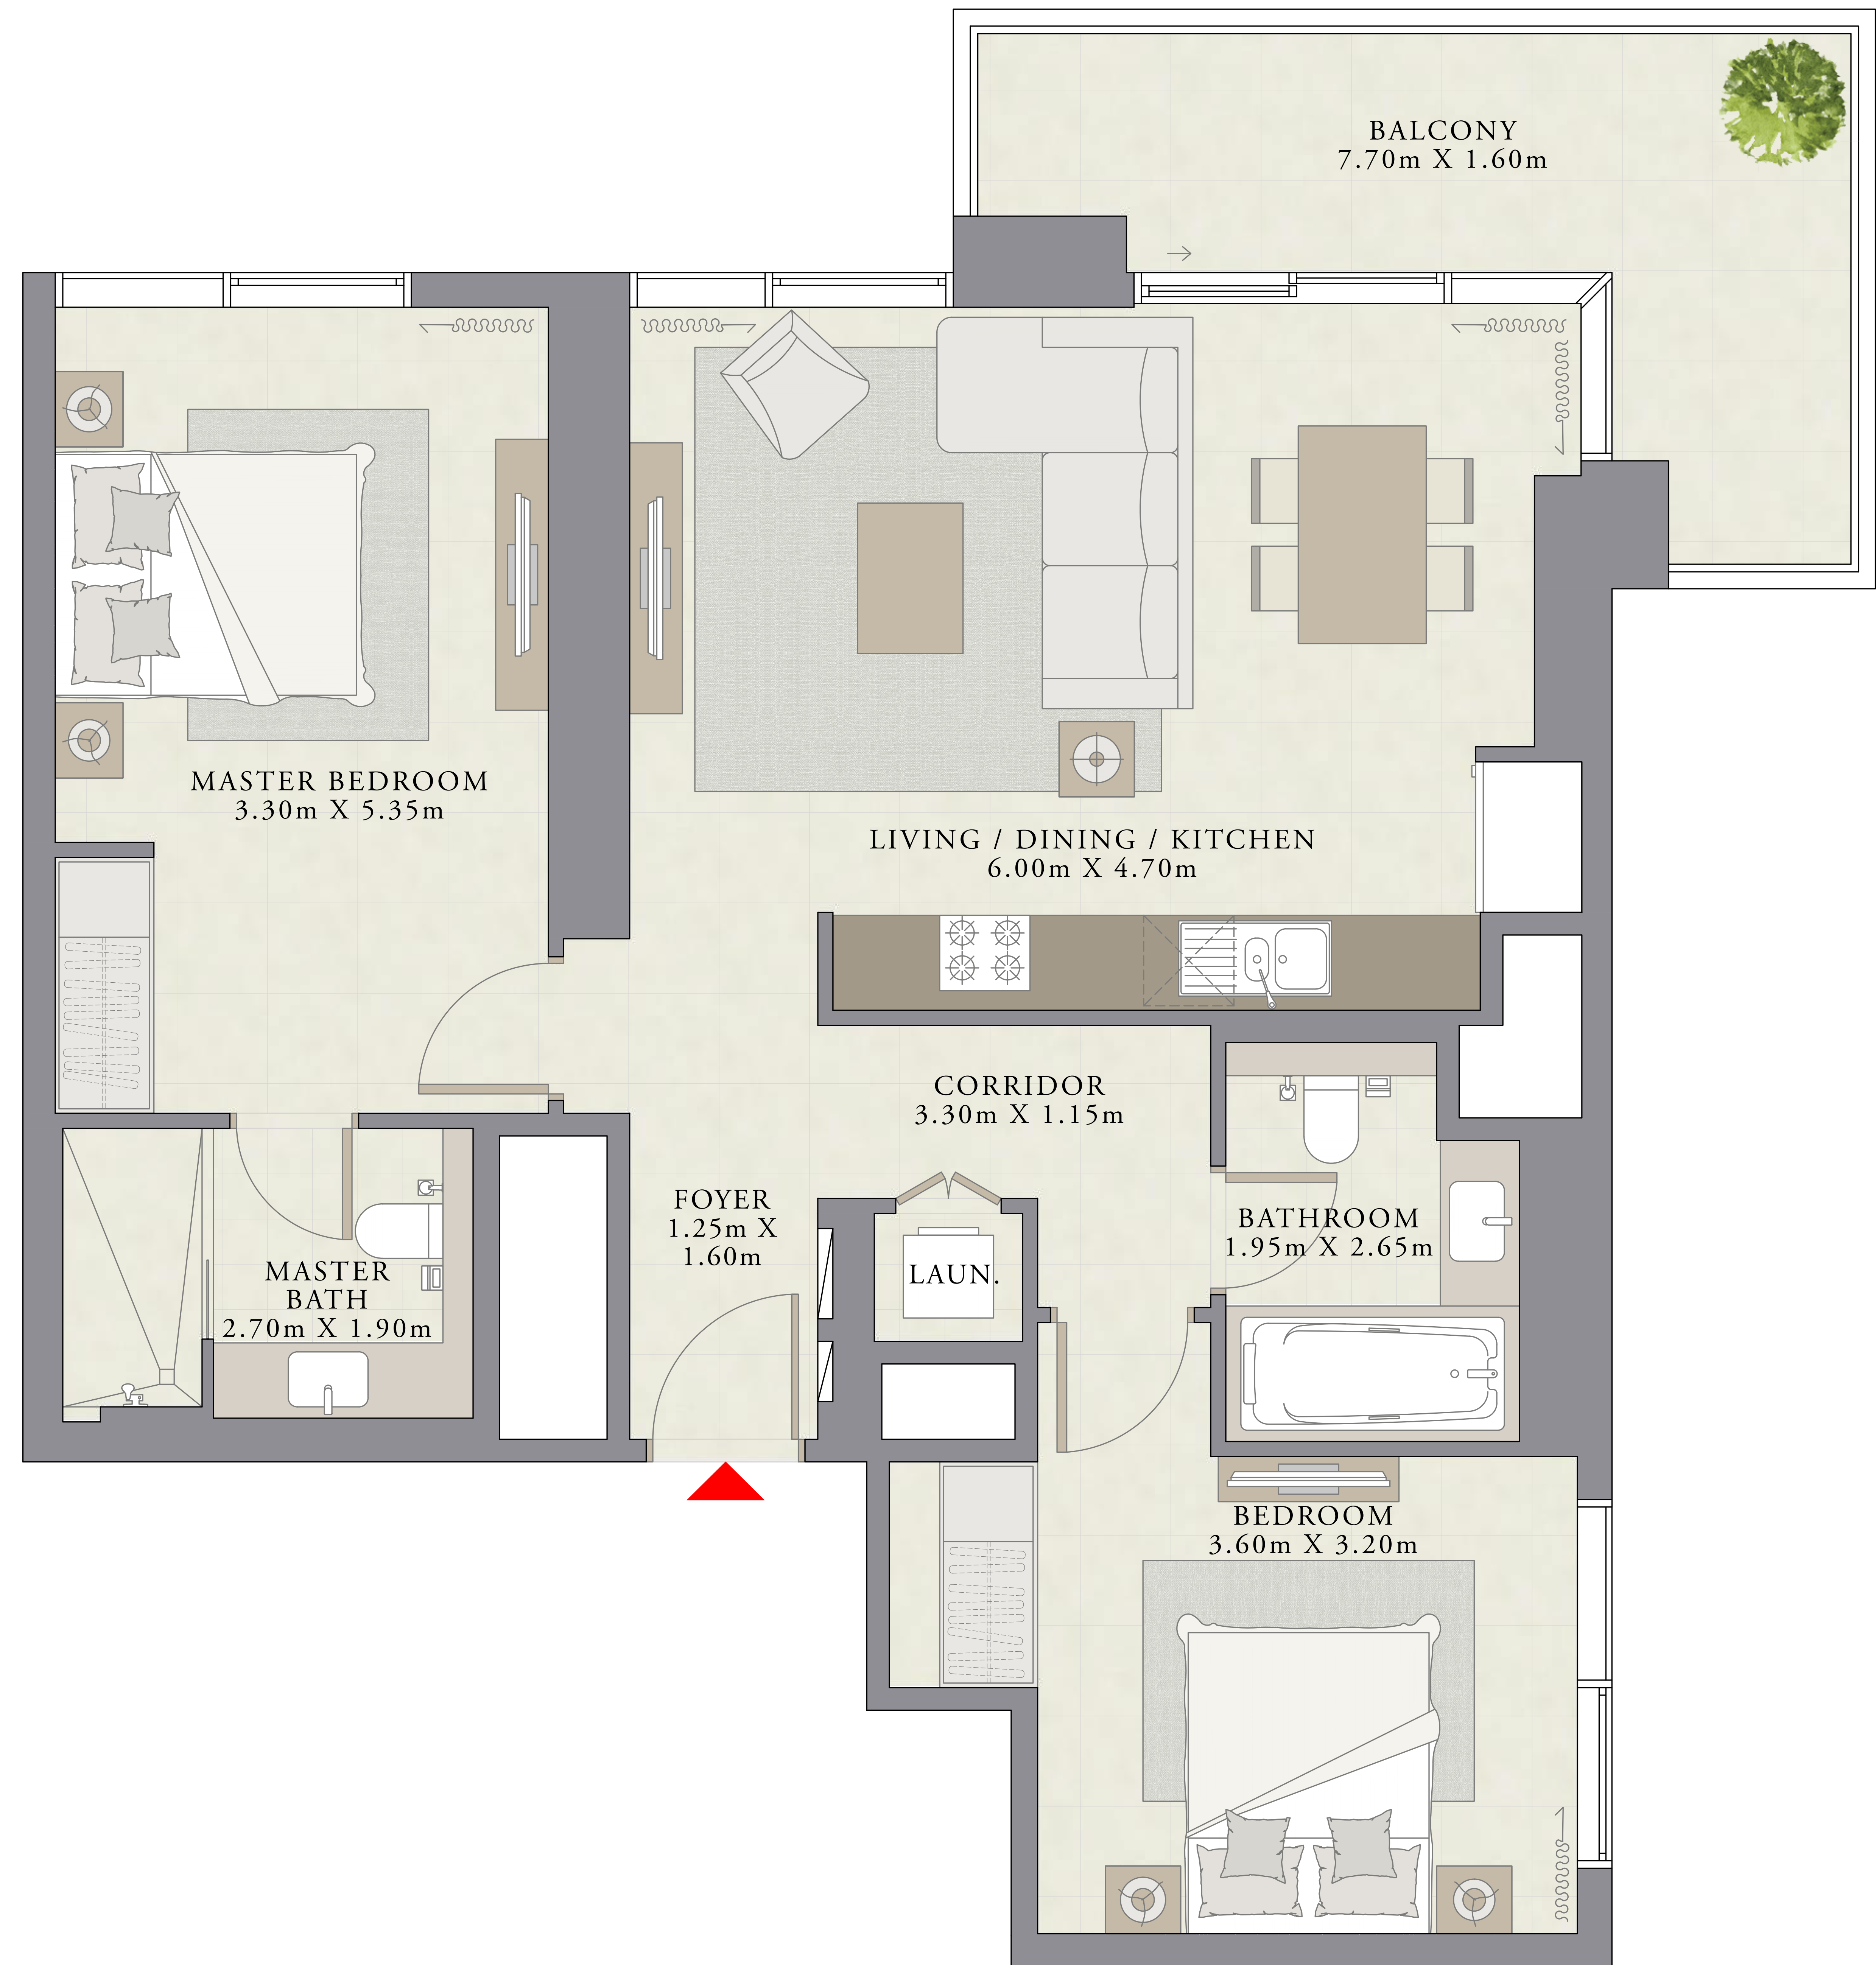 BALCONY
7.70m X 1.60m
MASTER BEDROOM
3.30m X 5.35m
LIVING / DINING / KITCHEN
6.00m X 4.70m
CORRIDOR
3.30m X 1.15m
FOYER
1.25m X
1.60m
BATHROOM
1.95m X 2.65m
LAUN.
MASTER
BATH
2.70m X 1.90m
BEDROOM
3.60m X 3.20m